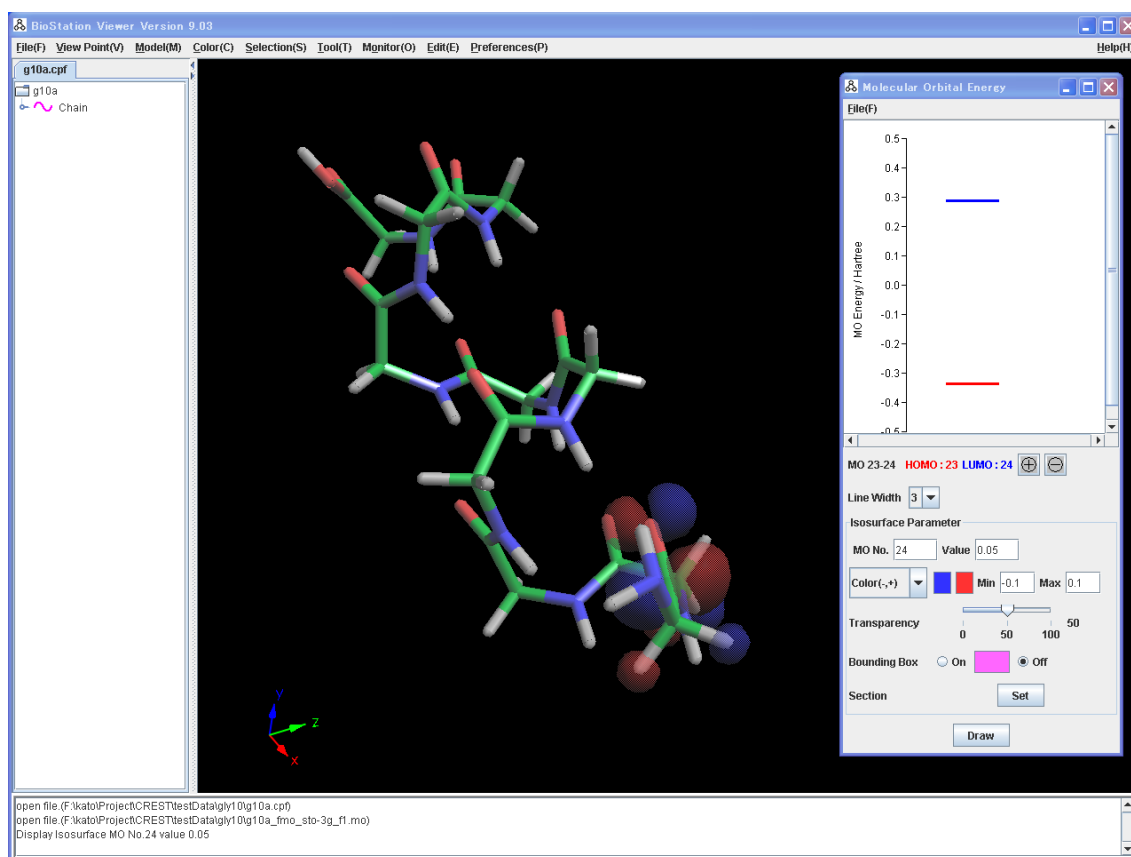 BioStation Viewer Version 9.03
File(F) View Point(V) Model(M) Color(C) Selection(S) Tool(T) Monitor(O) Edit(E) Preferences(P) Help(H)
g10a.cpf
g10a
Chain
Y
Z
X
Molecular Orbital Energy
File(F)
MO Energy / Hartree
0.5
0.4
0.3
0.2
0.1
0.0
-0.1
-0.2
-0.3
-0.4
-0.5
MO 23-24 HOMO : 23 LUMO : 24
Line Width 3
Isosurface Parameter
MO No. 24 Value 0.05
Color(-,+) Min -0.1 Max 0.1
Transparency 50
0 50 100
Bounding Box On Off
Section Set
Draw
open file.(F:\kato\Project\CREST\testData\gly10\g10a.cpf)
open file.(F:\kato\Project\CREST\testData\gly10\g10a_fmo_sto-3g_f1.mo)
Display Isosurface MO No.24 value 0.05